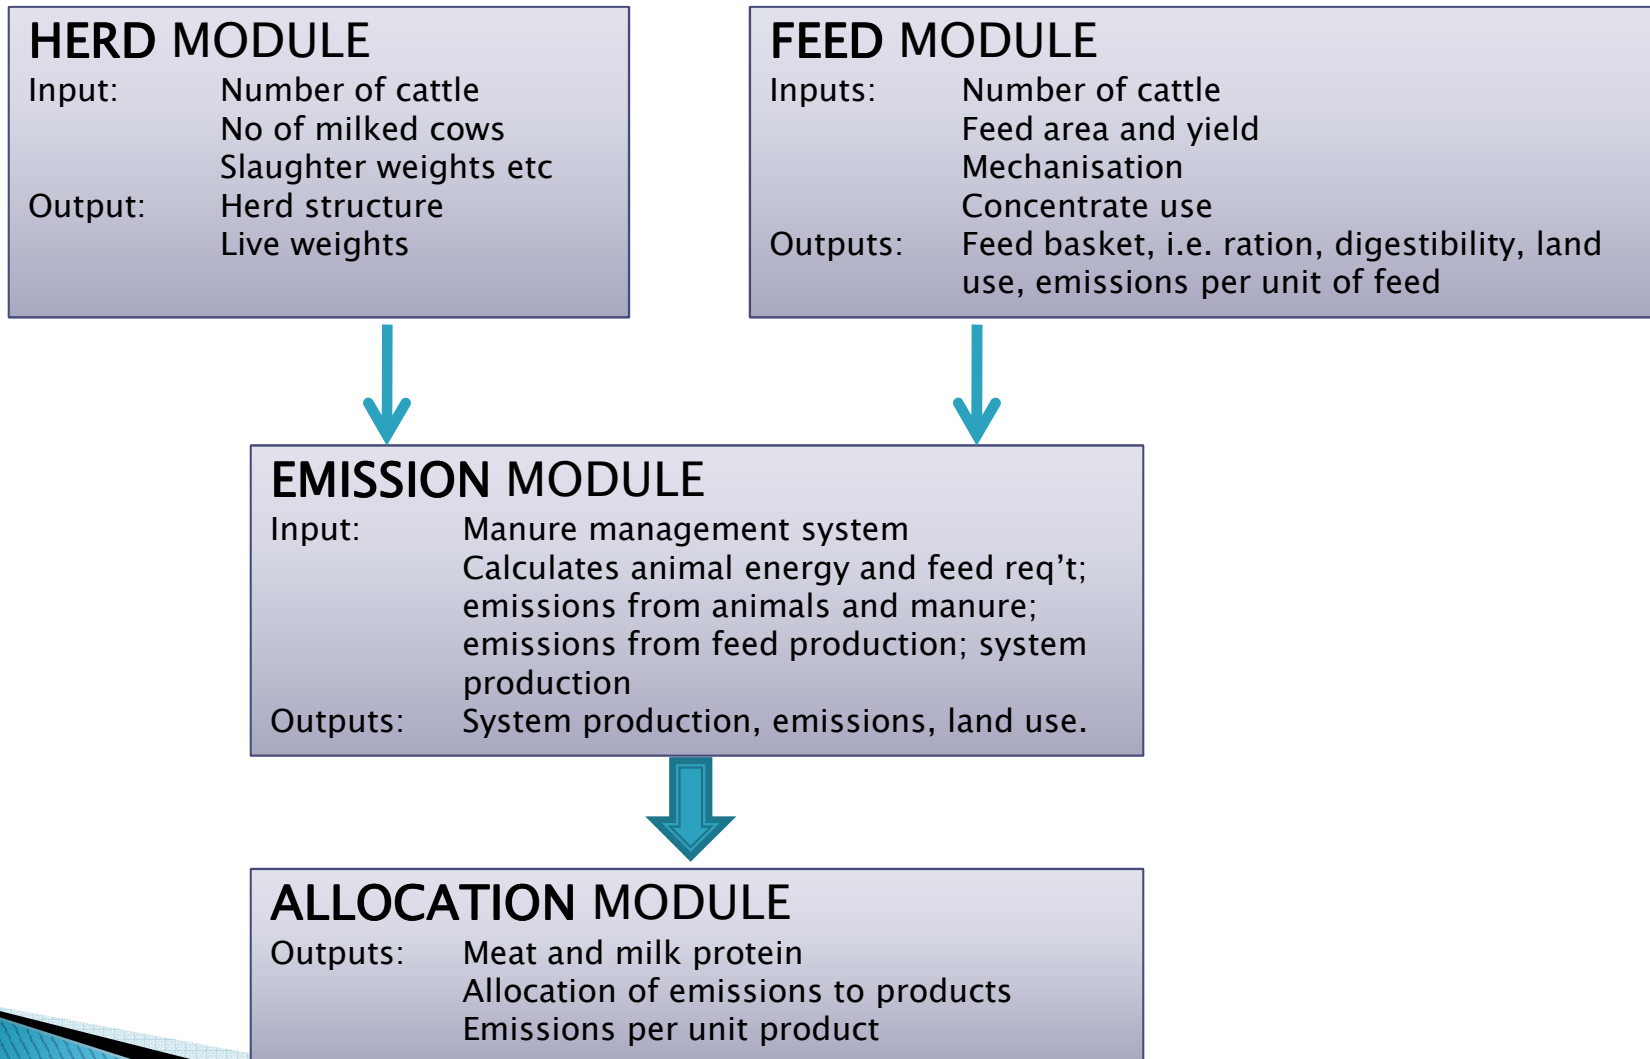 HERD MODULE
Input: Number of cattle
No of milked cows
Slaughter weights etc
Output: Herd structure
Live weights
FEED MODULE
Inputs: Number of cattle
Feed area and yield
Mechanisation
Concentrate use
Outputs: Feed basket, i.e. ration, digestibility, land
use, emissions per unit of feed
EMISSION MODULE
Input: Manure management system
Calculates animal energy and feed req’t;
emissions from animals and manure;
emissions from feed production; system
production
Outputs: System production, emissions, land use.
ALLOCATION MODULE
Outputs: Meat and milk protein
Allocation of emissions to products
Emissions per unit product